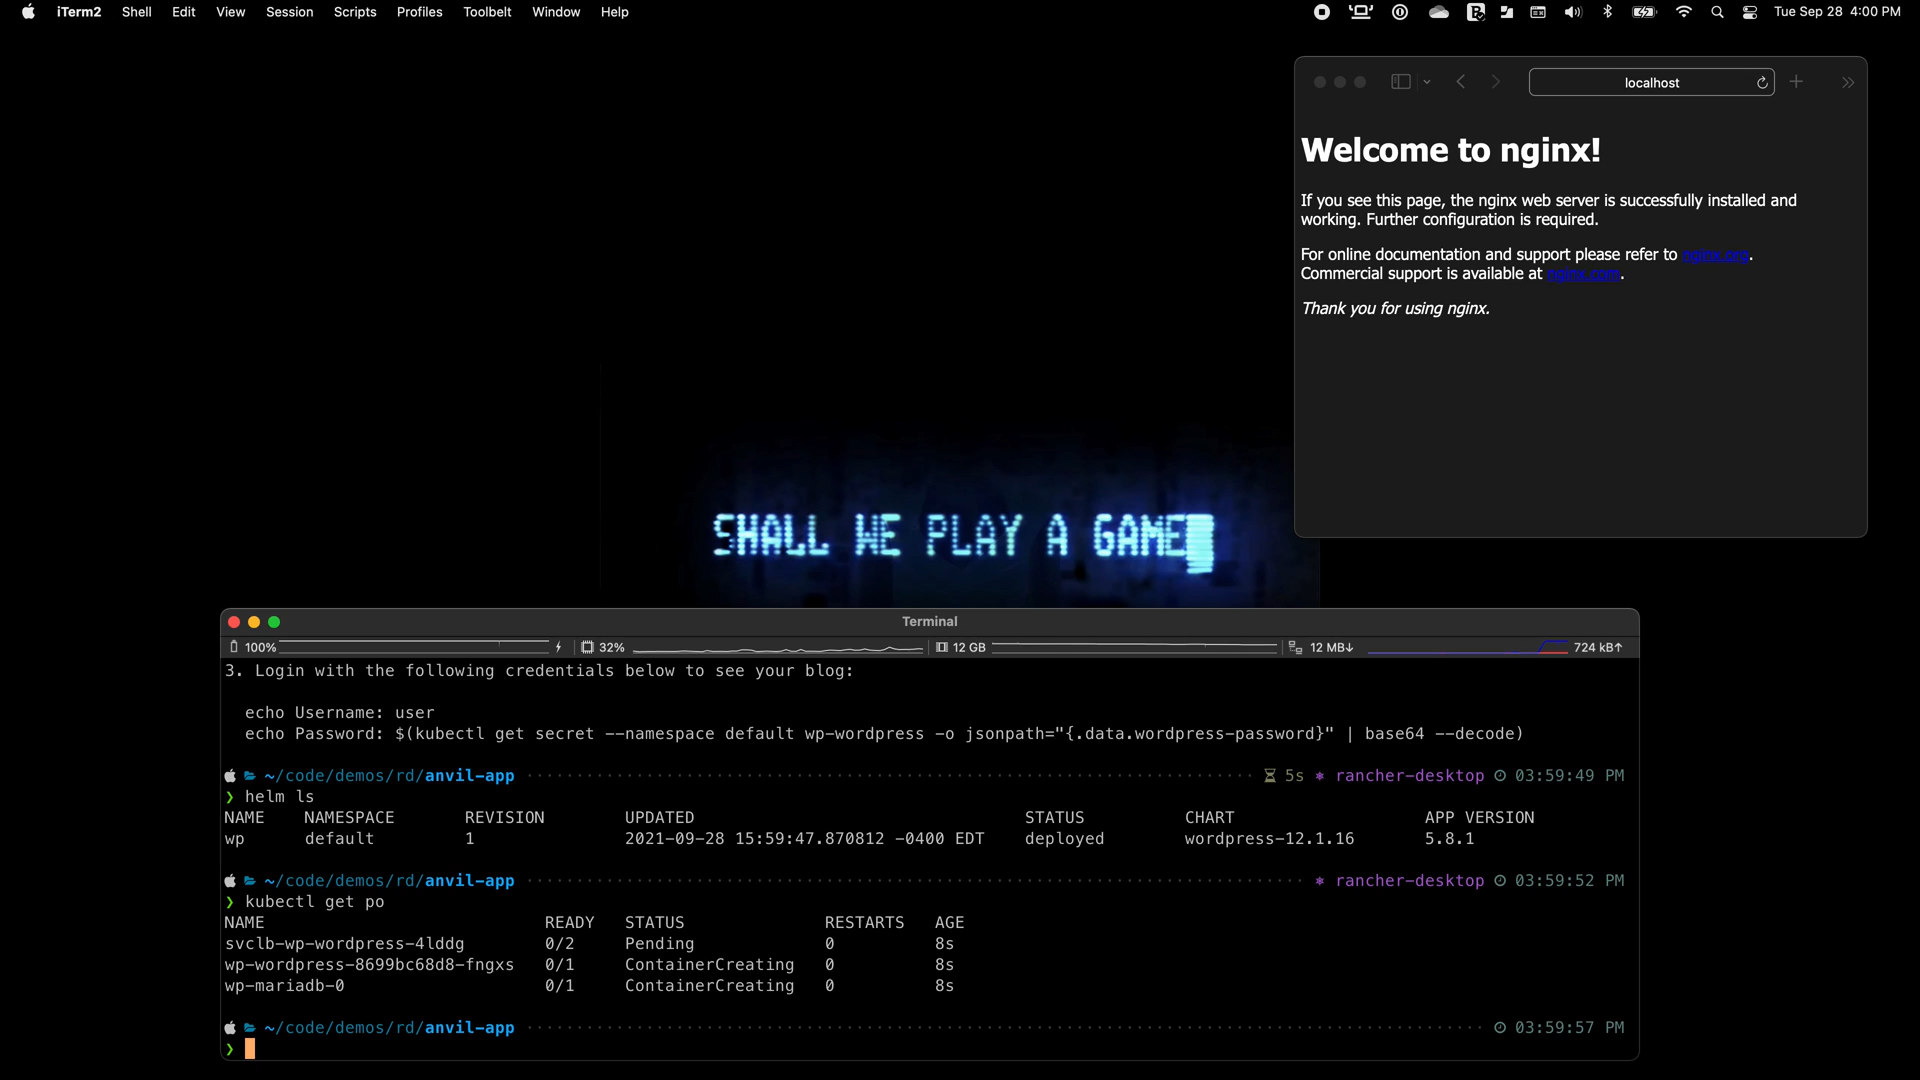 iTerm2 Shell Edit View Session Scripts Profiles Toolbelt Window Help Tue Sep 28 4:00 PM
localhost
Welcome to nginx!
If you see this page, the nginx web server is successfully installed and
working. Further configuration is required.
For online documentation and support please refer to nginx.org.
Commercial support is available at nginx.com.
Thank you for using nginx.
SHALL WE PLAY A GAME
Terminal
100% 32% 12 GB 12 MB↓ 724 kB↑
3. Login with the following credentials below to see your blog:
echo Username: user
echo Password: $(kubectl get secret --namespace default wp-wordpress -o jsonpath="{.data.wordpress-password}" | base64 --decode)
~/code/demos/rd/anvil-app 5s ⎈ rancher-desktop 03:59:49 PM
❯ helm ls
NAME NAMESPACE REVISION UPDATED STATUS CHART APP VERSION
wp default 1 2021-09-28 15:59:47.870812 -0400 EDT deployed wordpress-12.1.16 5.8.1
~/code/demos/rd/anvil-app ⎈ rancher-desktop 03:59:52 PM
❯ kubectl get po
NAME READY STATUS RESTARTS AGE
svclb-wp-wordpress-4lddg 0/2 Pending 0 8s
wp-wordpress-8699bc68d8-fngxs 0/1 ContainerCreating 0 8s
wp-mariadb-0 0/1 ContainerCreating 0 8s
~/code/demos/rd/anvil-app 03:59:57 PM
❯